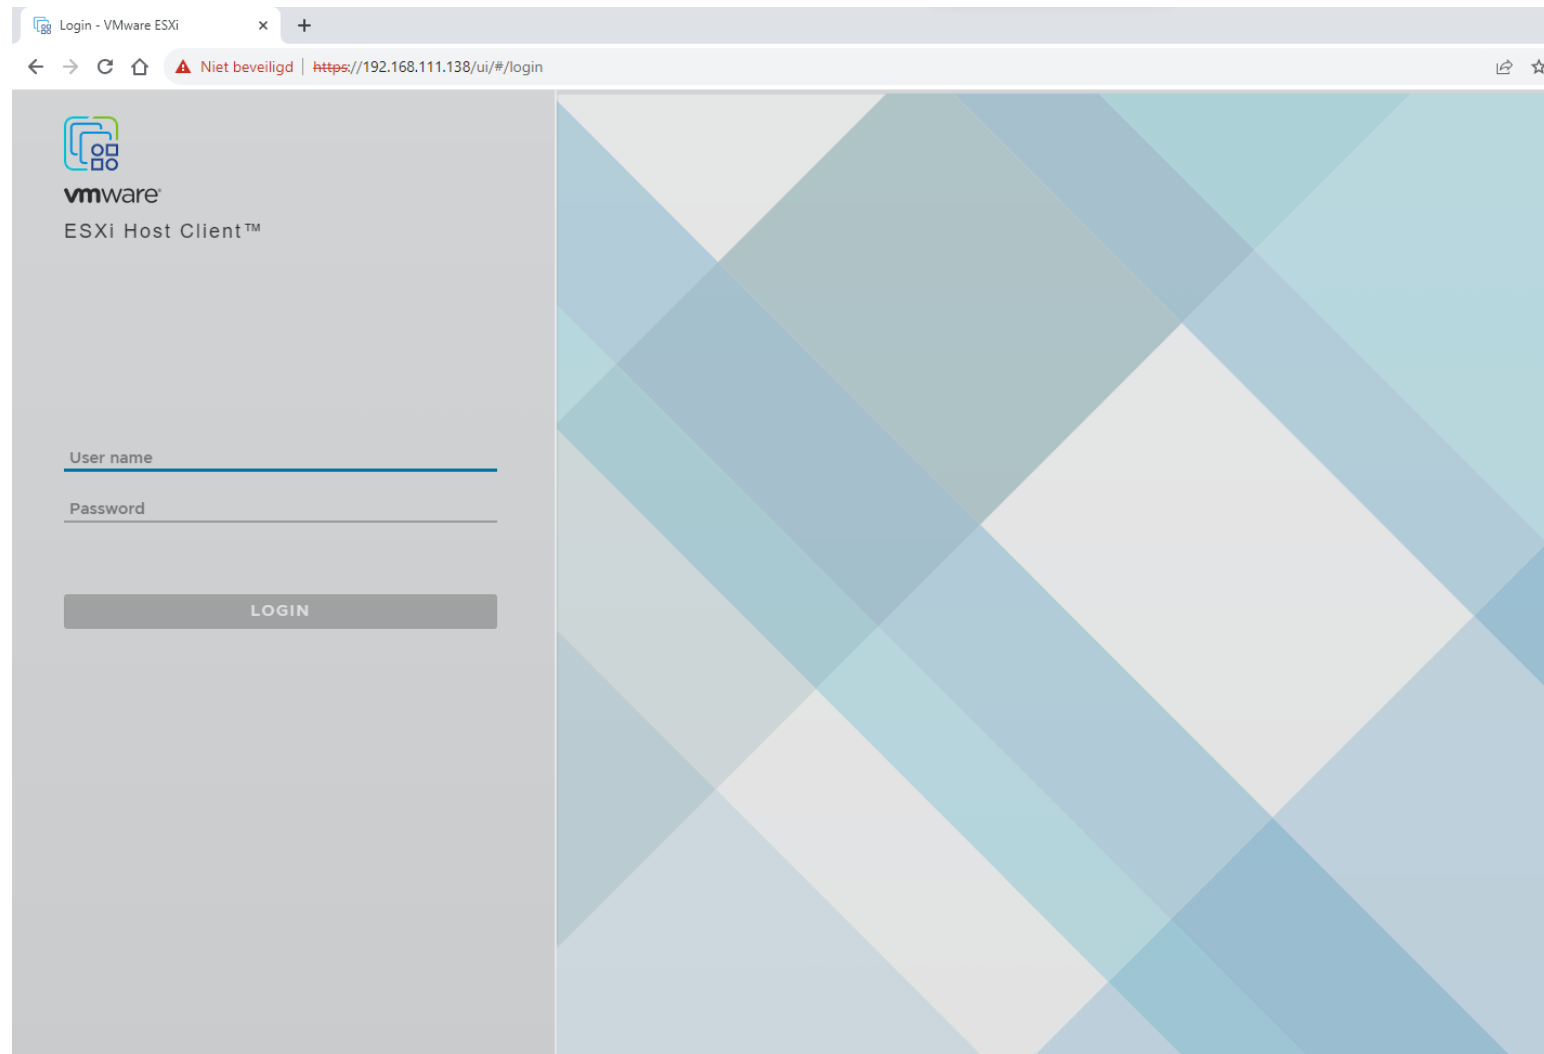 Login - VMware ESXi
Niet beveiligd https://192.168.111.138/ui/#/login
vmware®
ESXi Host Client™
User name
Password
LOGIN